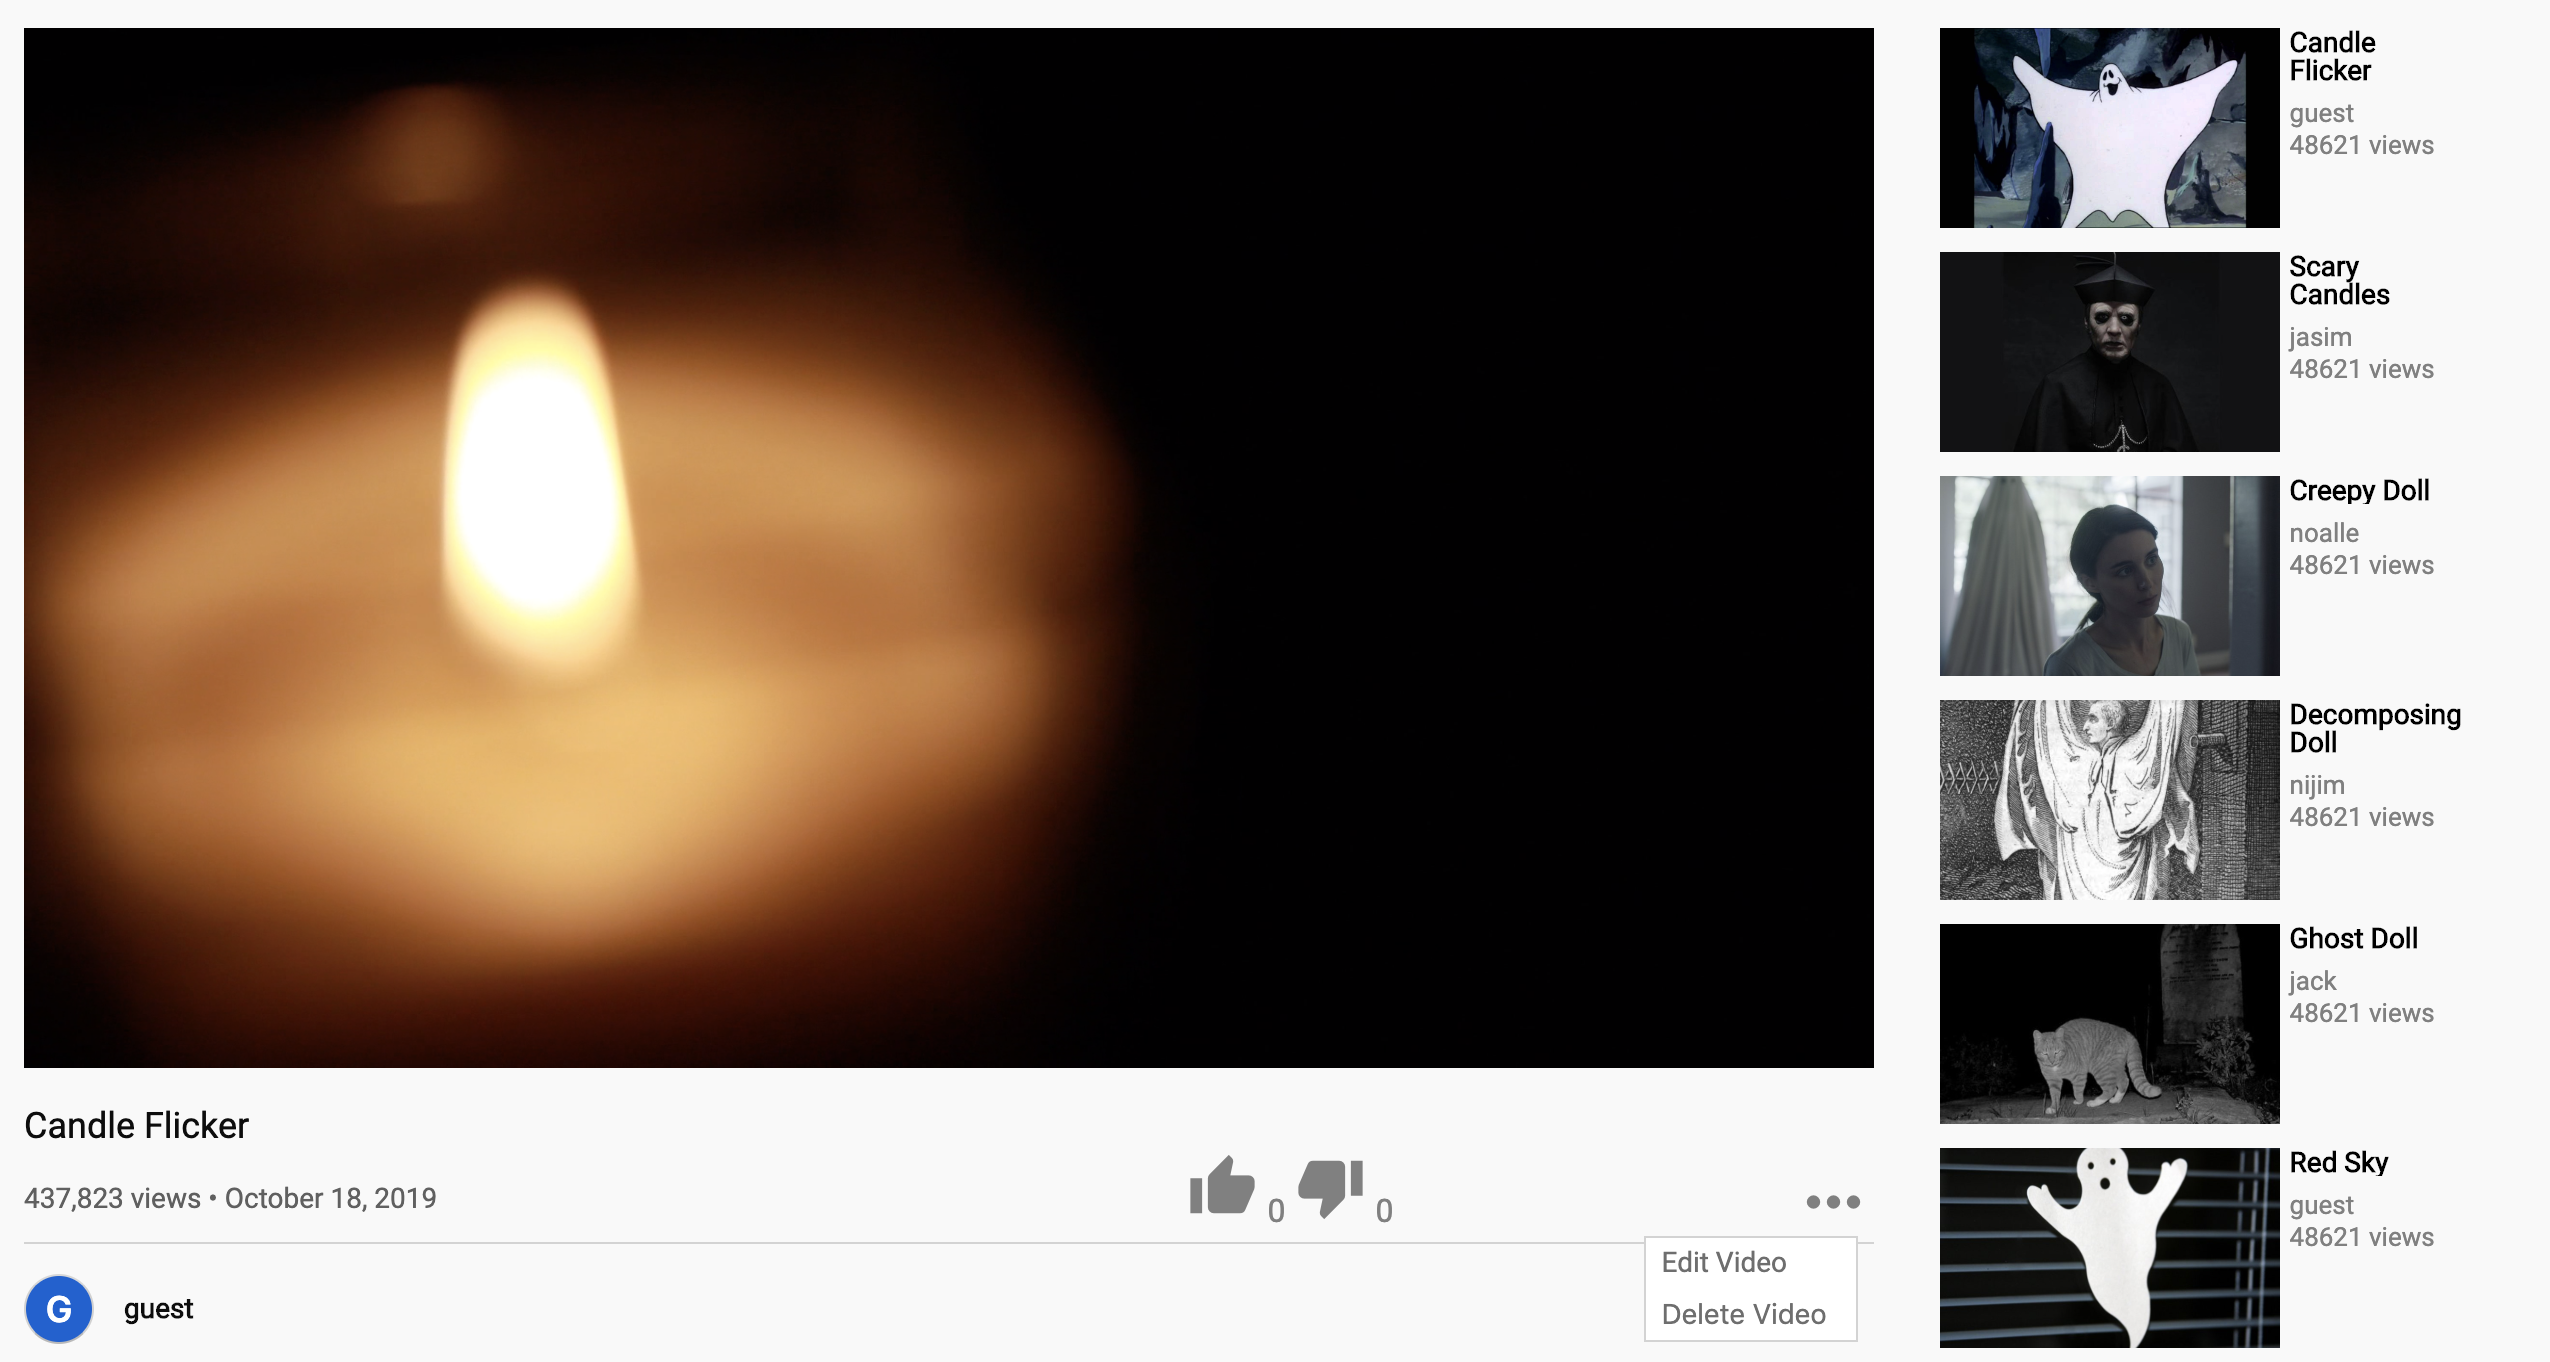 Candle Flicker
437,823 views • October 18, 2019
0
0
Edit Video
Delete Video
G
guest
Candle
Flicker
guest
48621 views
Scary
Candles
jasim
48621 views
Creepy Doll
noalle
48621 views
Decomposing
Doll
nijim
48621 views
Ghost Doll
jack
48621 views
Red Sky
guest
48621 views